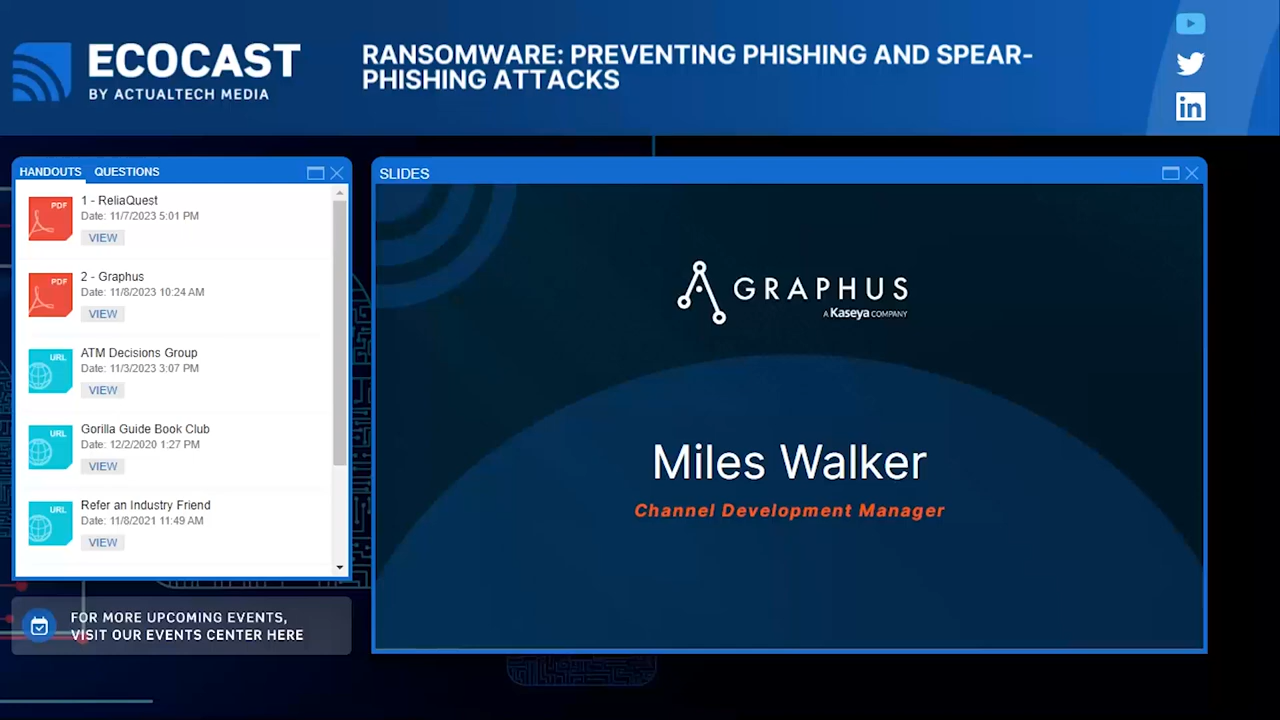 ECOCAST
BY ACTUALTECH MEDIA
RANSOMWARE: PREVENTING PHISHING AND SPEAR-
PHISHING ATTACKS
in
HANDOUTS QUESTIONS
PDF
1 - ReliaQuest
Date: 11/7/2023 5:01 PM
VIEW
PDF
2 - Graphus
Date: 11/8/2023 10:24 AM
VIEW
URL
ATM Decisions Group
Date: 11/3/2023 3:07 PM
VIEW
URL
Gorilla Guide Book Club
Date: 12/2/2020 1:27 PM
VIEW
URL
Refer an Industry Friend
Date: 11/8/2021 11:49 AM
VIEW
FOR MORE UPCOMING EVENTS,
VISIT OUR EVENTS CENTER HERE
SLIDES
GRAPHUS
A Kaseya COMPANY
Miles Walker
Channel Development Manager